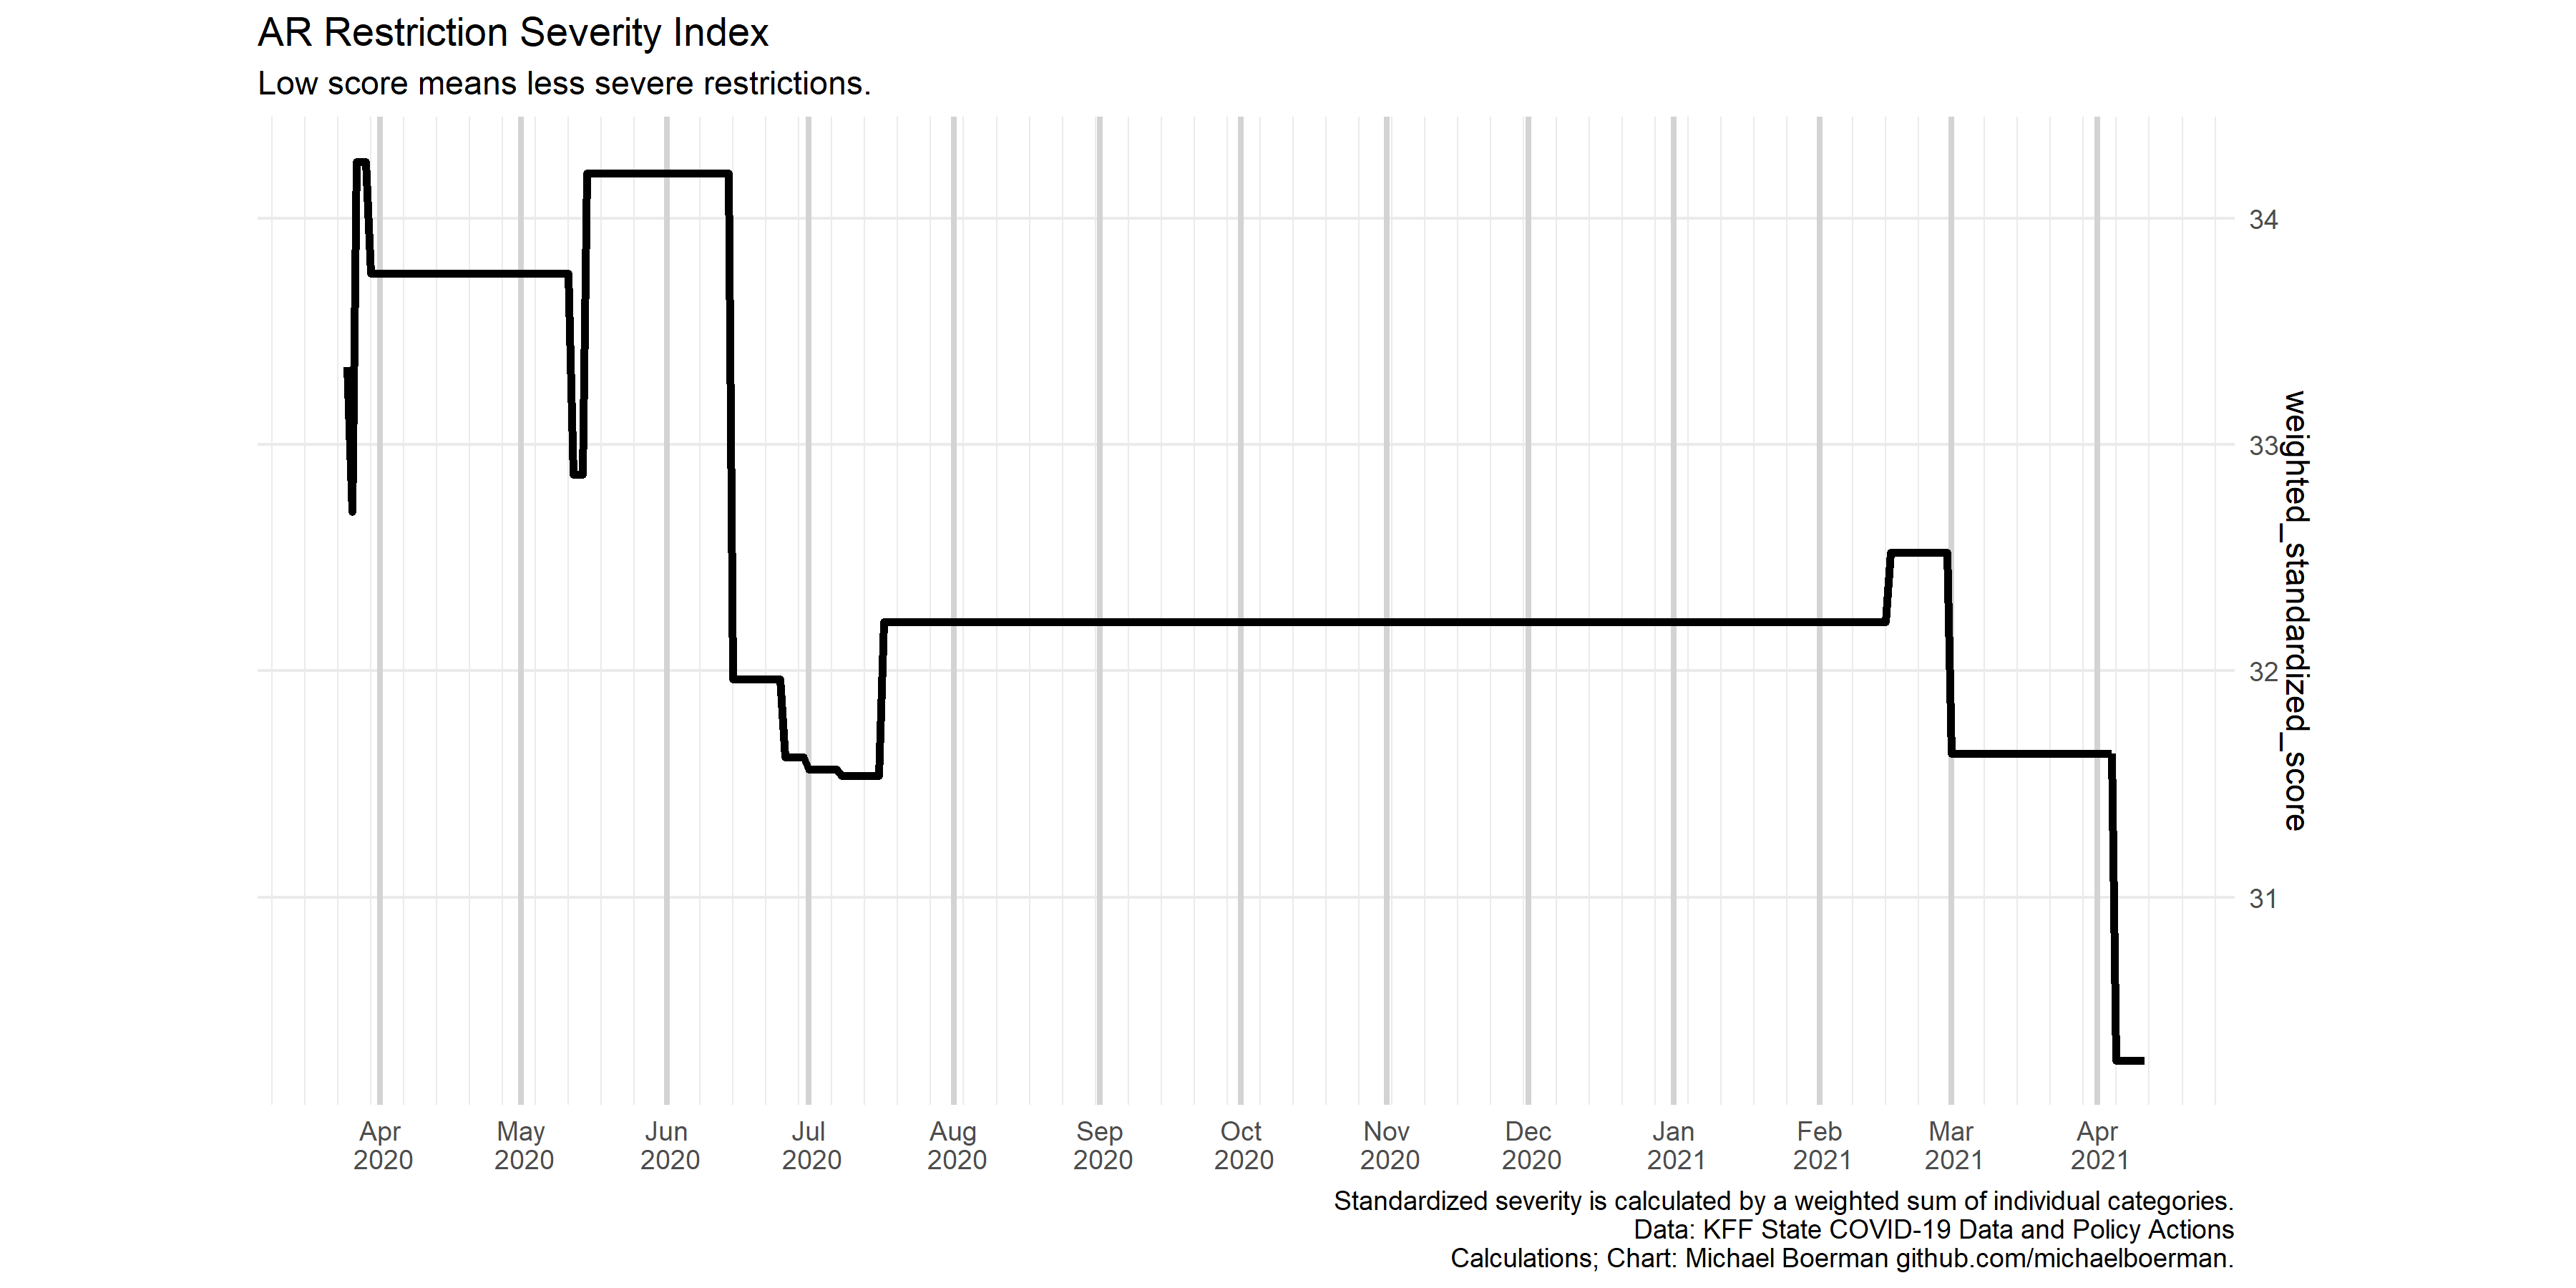 AR Restriction Severity Index
Low score means less severe restrictions.
34
33
32
31
weighted_standardized_score
Apr 2020
May 2020
Jun 2020
Jul 2020
Aug 2020
Sep 2020
Oct 2020
Nov 2020
Dec 2020
Jan 2021
Feb 2021
Mar 2021
Apr 2021
Standardized severity is calculated by a weighted sum of individual categories.
Data: KFF State COVID-19 Data and Policy Actions
Calculations; Chart: Michael Boerman github.com/michaelboerman.